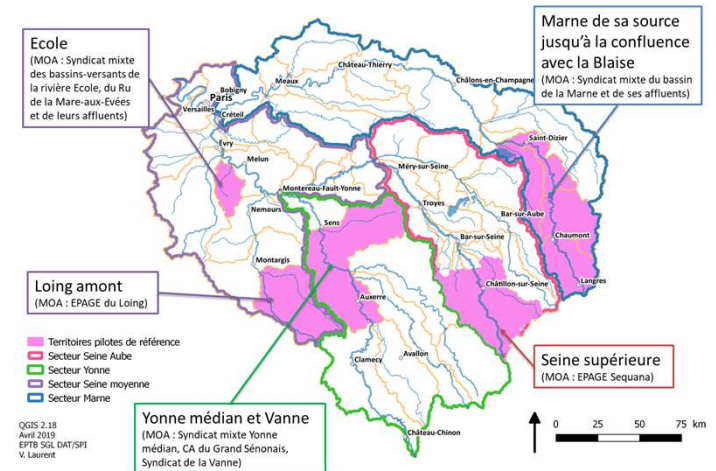 Ecole
(MOA : Syndicat mixte
des bassins-versants de
la rivière Ecole, du Ru
de la Mare-aux-Evées
et de leurs affluents)
Marne de sa source
jusqu'à la confluence
avec la Blaise
(MOA : Syndicat mixte du bassin
de la Marne et de ses affluents)
Château-Thierry
Châlons-en-Champagne
Meaux
Bobigny
Paris
Versailles
Créteil
Saint-Dizier
Évry
Melun
Méry-sur-Seine
Montereau-Fault-Yonne
Troyes
Nemours
Bar-sur-Aube
Sens
Bar-sur-Seine
Chaumont
Montargis
Châtillon-sur-Seine
Langres
Auxerre
Loing amont
(MOA : EPAGE du Loing)
Clamecy
Avallon
Château-Chinon
Territoires pilotes de référence
Secteur Seine Aube
Secteur Yonne
Secteur Seine moyenne
Secteur Marne
Seine supérieure
(MOA : EPAGE Sequana)
Yonne médian et Vanne
(MOA : Syndicat mixte Yonne
médian, CA du Grand Sénonais,
Syndicat de la Vanne)
QGIS 2.18
Avril 2019
EPTB SGL DAT/SPI
V. Laurent
0 25 50 75 km